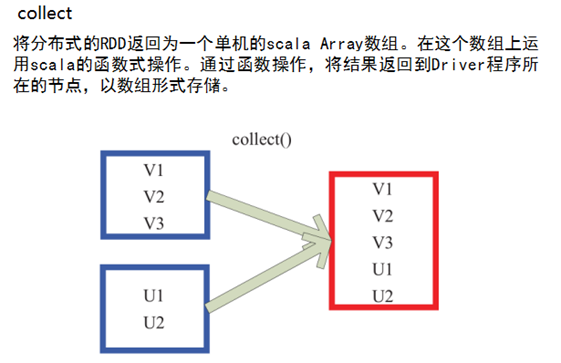 collect
将分布式的RDD返回为一个单机的scala Array数组。在这个数组上运
用scala的函数式操作。通过函数操作，将结果返回到Driver程序所
在的节点，以数组形式存储。
collect()
V1
V2
V3
U1
U2
V1
V2
V3
U1
U2